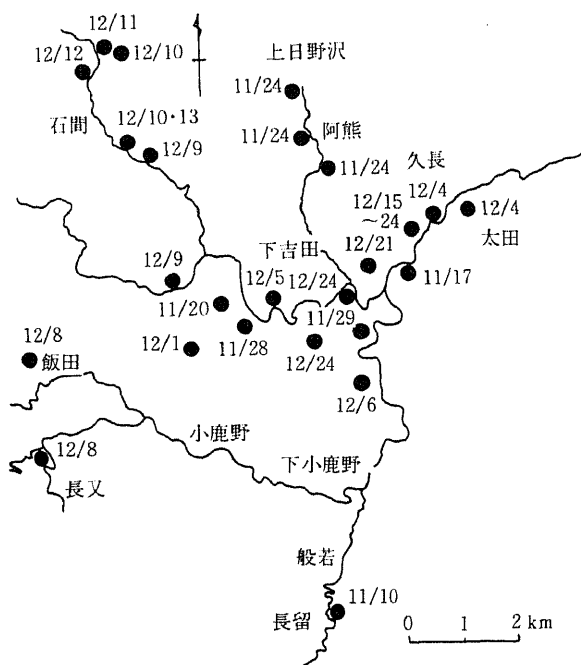 12/11
12/12
12/10
上日野沢
11/24
石間
12/10・13
11/24
阿熊
12/9
11/24
久長
12/4
12/15
~24
12/4
太田
下吉田
12/21
12/9
12/5
12/24
11/17
11/20
11/29
12/8
飯田
12/1
11/28
12/24
12/6
小鹿野
12/8
下小鹿野
長又
般若
11/10
長留
0 1 2 km